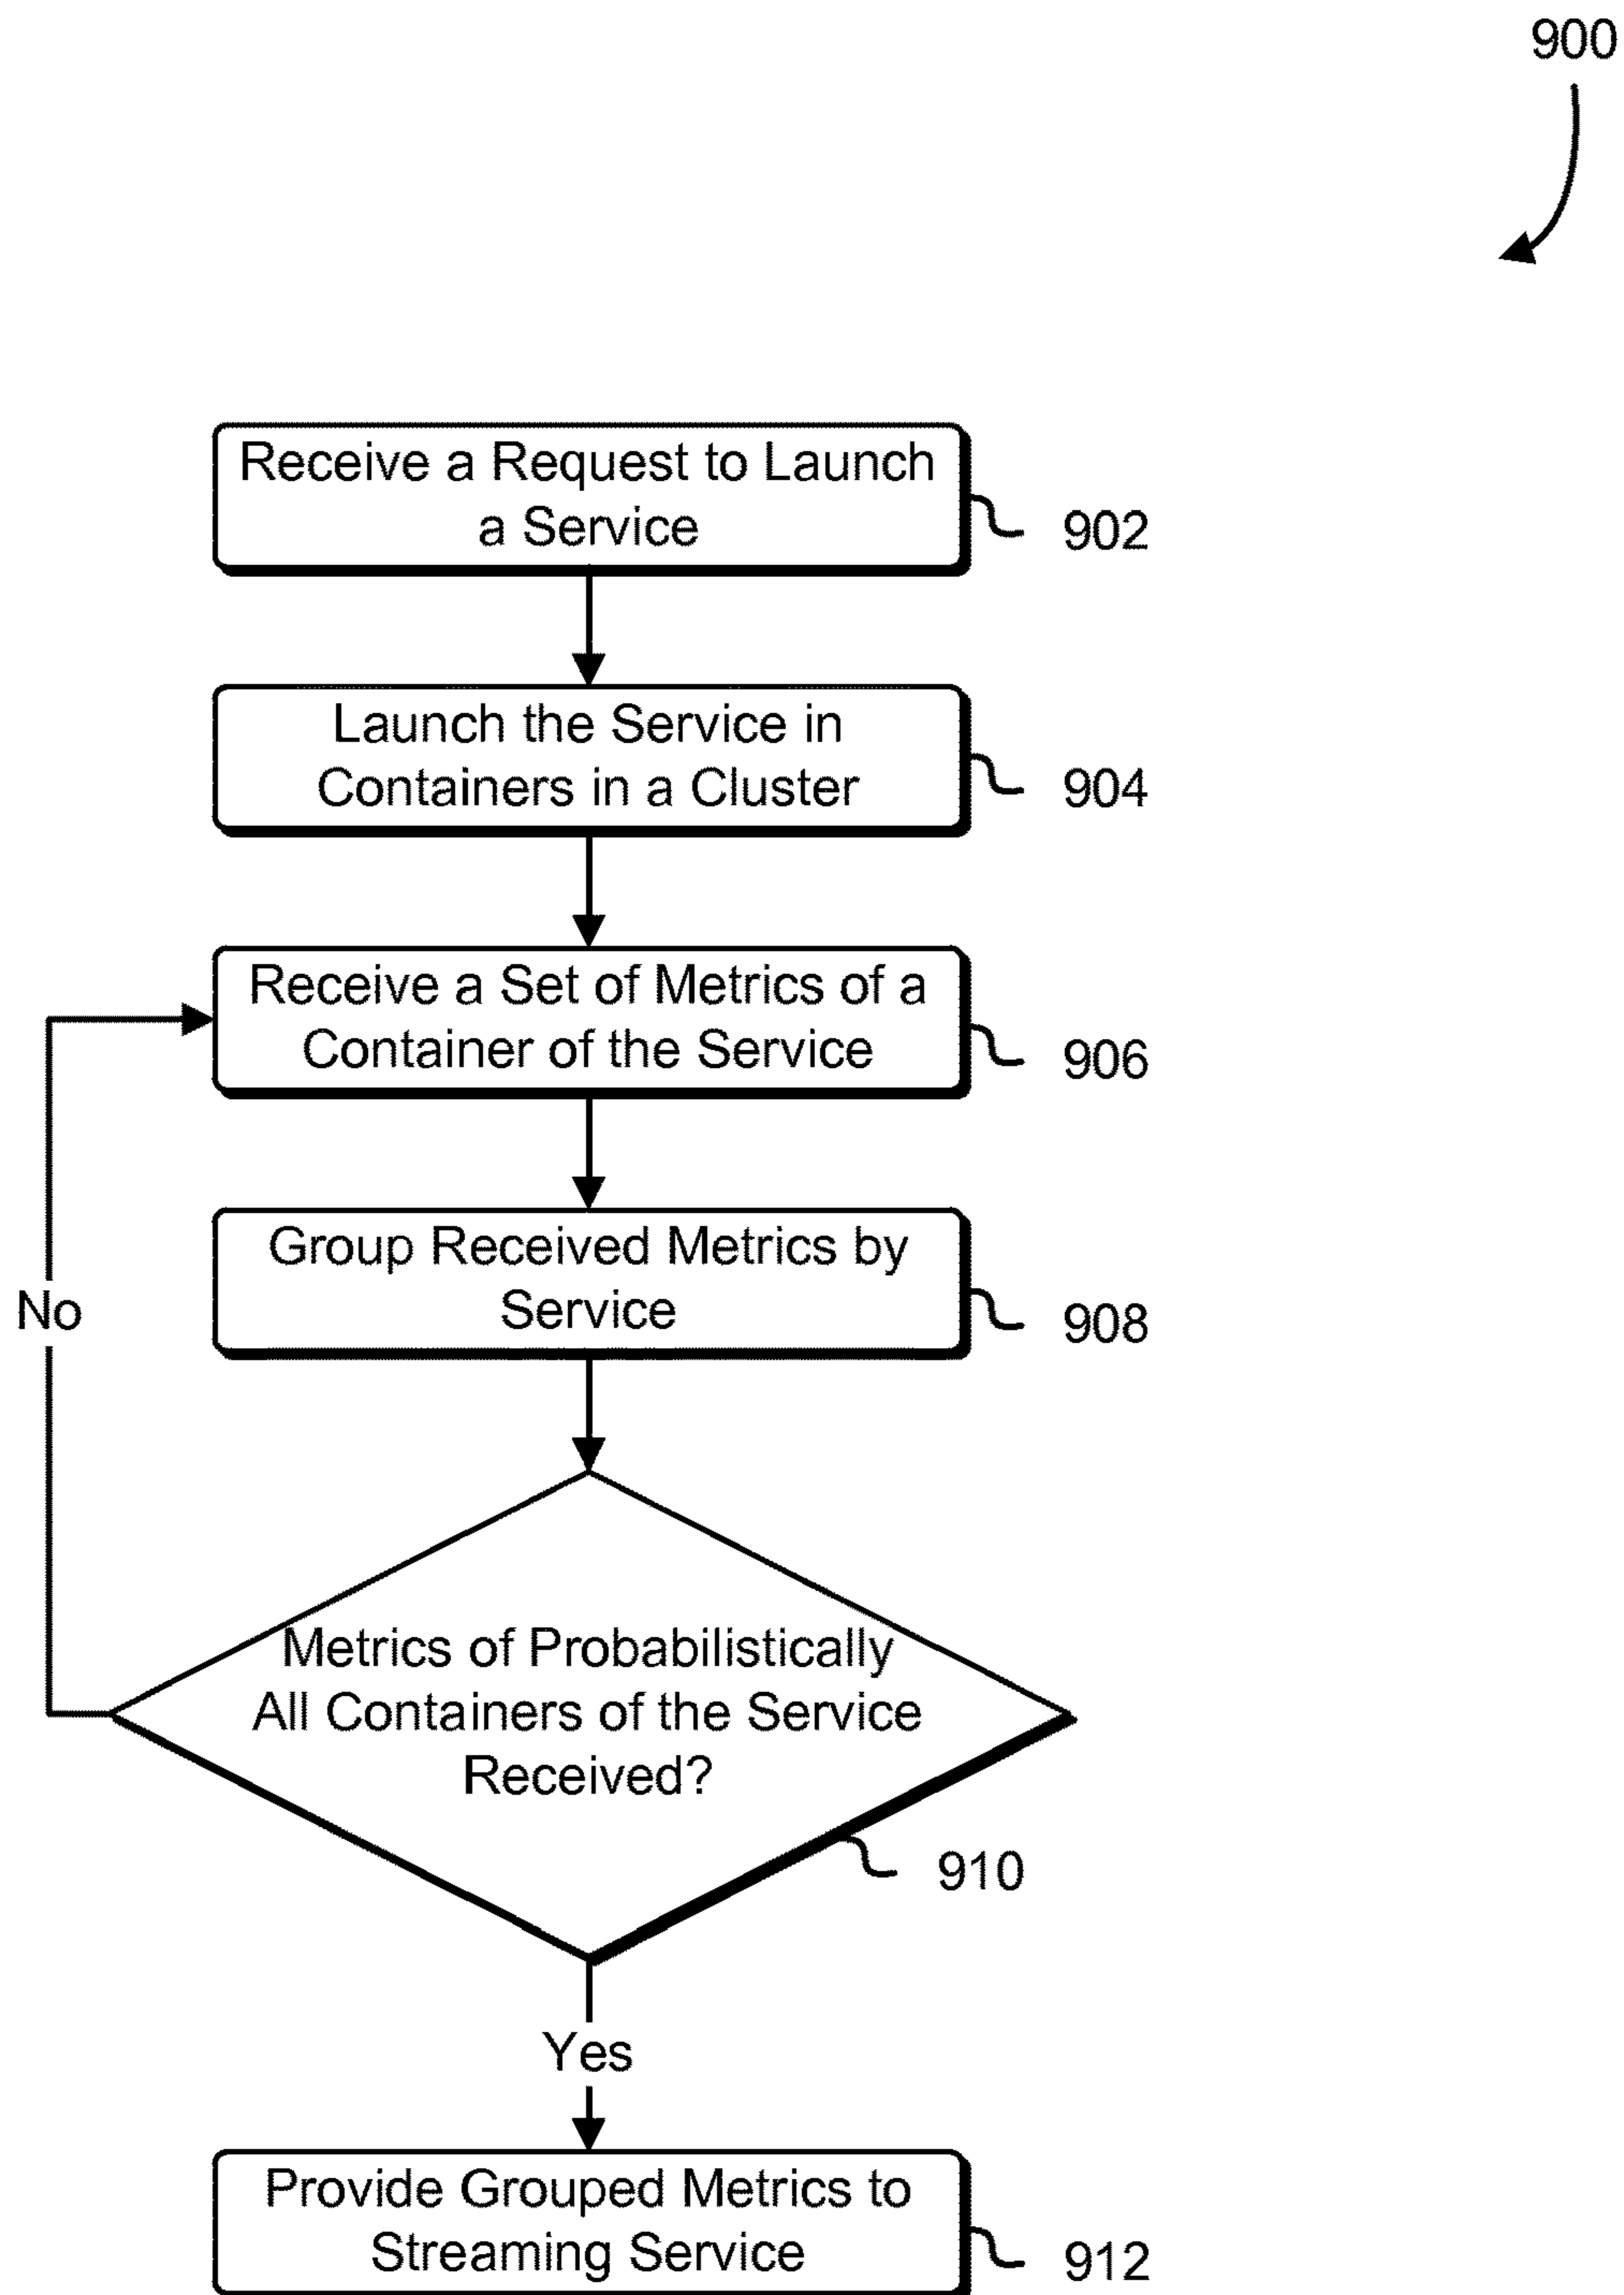 900
Receive a Request to Launch
a Service
902
Launch the Service in
Containers in a Cluster
904
Receive a Set of Metrics of a
Container of the Service
906
Group Received Metrics by
Service
908
No
Metrics of Probabilistically
All Containers of the Service
Received?
910
Yes
Provide Grouped Metrics to
Streaming Service
912